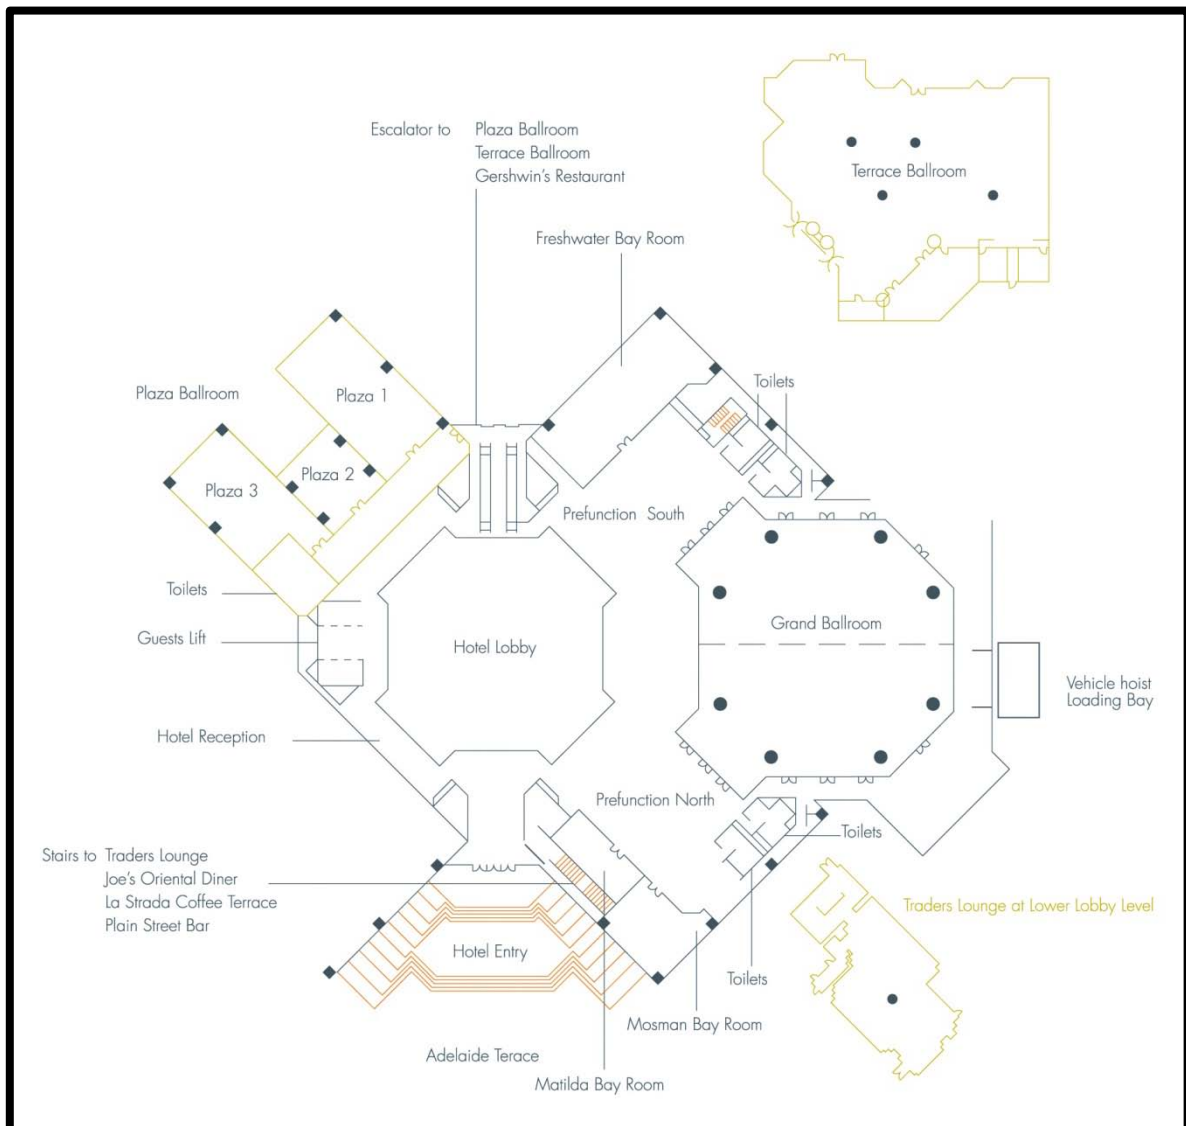 Escalator to Plaza Ballroom
Terrace Ballroom
Gershwin's Restaurant
Terrace Ballroom
Freshwater Bay Room
Toilets
Plaza Ballroom
Plaza 1
Plaza 2
Plaza 3
Prefunction South
Toilets
Guests Lift
Hotel Lobby
Grand Ballroom
Vehicle hoist
Loading Bay
Hotel Reception
Prefunction North
Toilets
Stairs to Traders Lounge
Joe's Oriental Diner
La Strada Coffee Terrace
Plain Street Bar
Traders Lounge at Lower Lobby Level
Hotel Entry
Toilets
Mosman Bay Room
Adelaide Terace
Matilda Bay Room